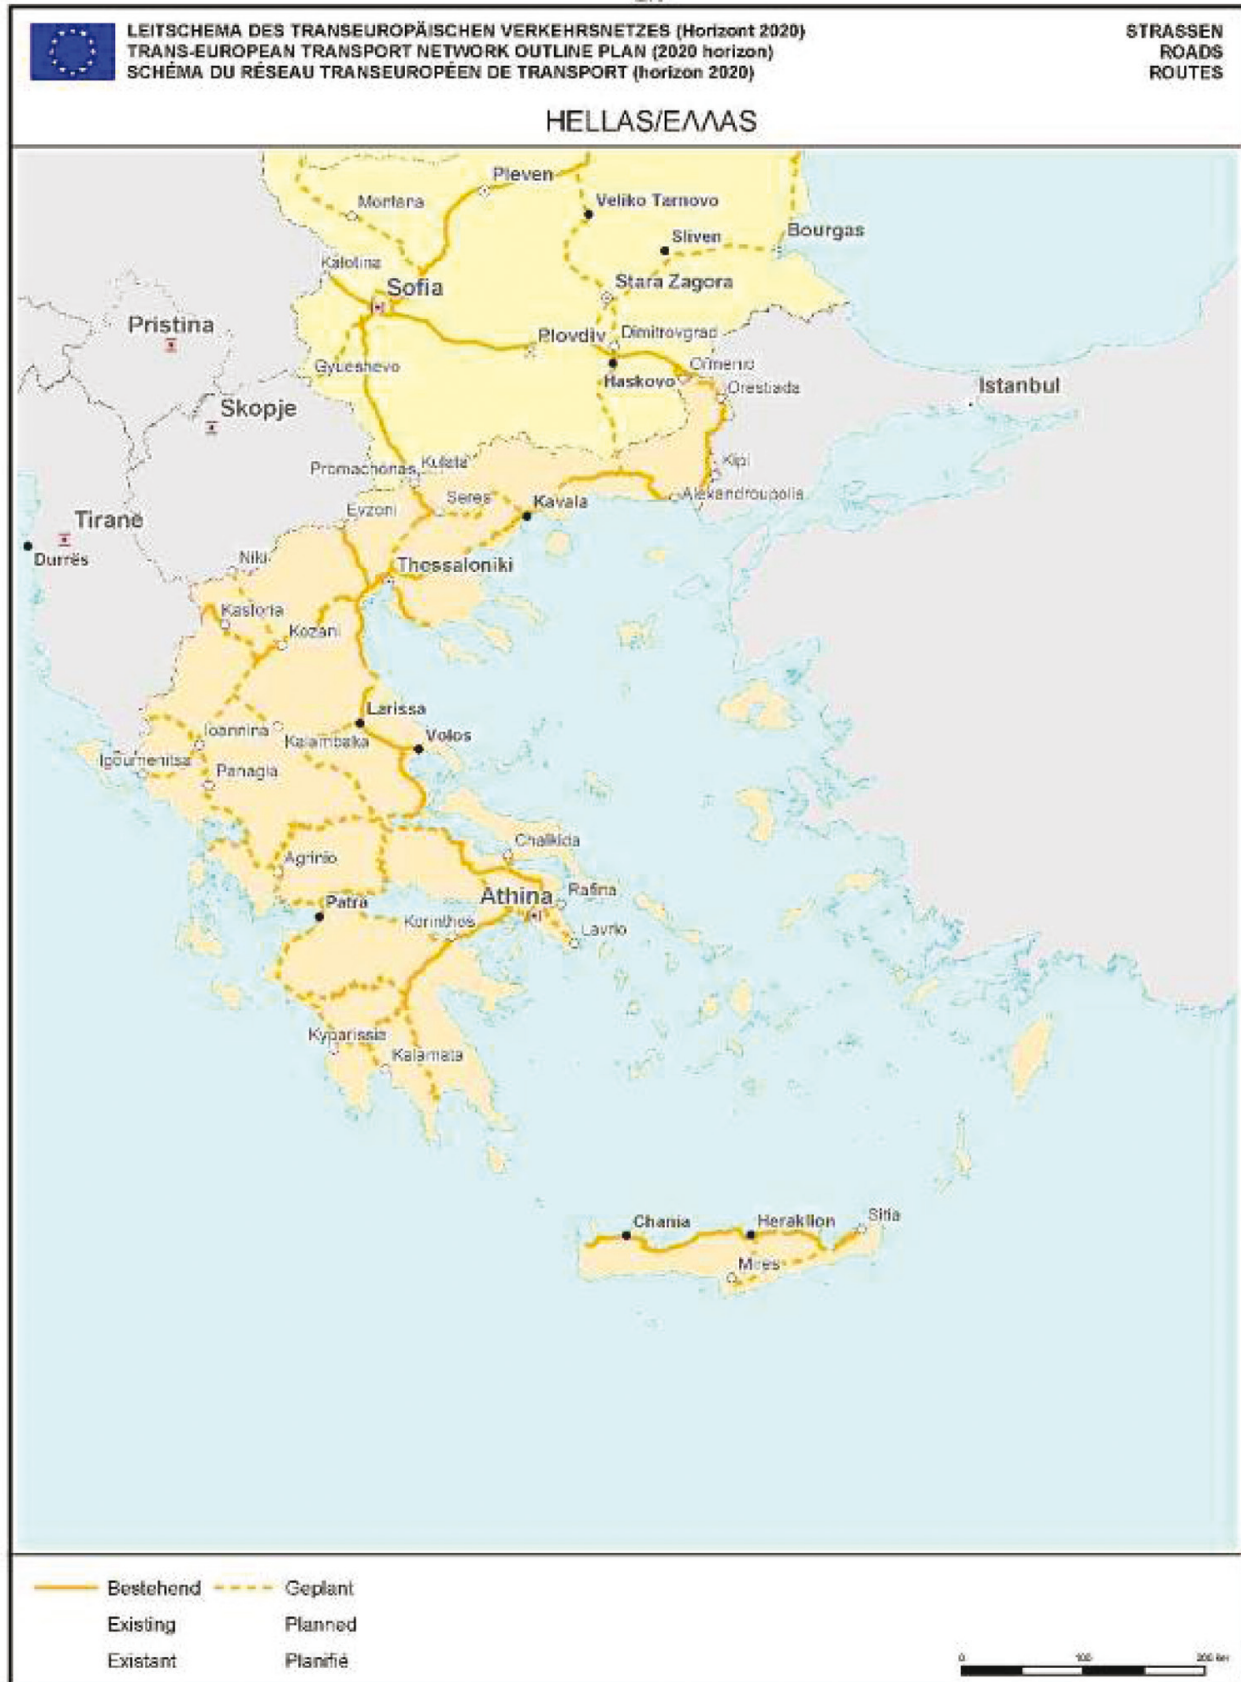 LEITSCHEMA DES TRANSEUROPÄISCHEN VERKEHRSNETZES (Horizont 2020)
TRANS-EUROPEAN TRANSPORT NETWORK OUTLINE PLAN (2020 horizon)
SCHÉMA DU RÉSEAU TRANSEUROPÉEN DE TRANSPORT (horizon 2020)
STRASSEN
ROADS
ROUTES
HELLAS/ΕΛΛΑS
Pleven
Montana
Veliko Tarnovo
Sliven
Bourgas
Kalotina
Sofia
Stara Zagora
Pristina
Plovdiv
Dimitrovgrad
Gyueshevo
Ormenio
Haskovo
Orestiada
Istanbul
Skopje
Promachonas
Kulata
Kipi
Seres
Kavala
Alexandroupolis
Evzoni
Tirane
Durrës
Niki
Thessaloniki
Kastoria
Kozani
Larissa
Ioannina
Kalambaka
Volos
Igoumenitsa
Panagia
Chalkida
Agrinio
Athina
Rafina
Patra
Korinthos
Lavrio
Kyparissia
Kalamata
Chania
Heraklion
Sitia
Mires
Bestehend
Geplant
Existing
Planned
Existant
Planifié
0 100 200 km